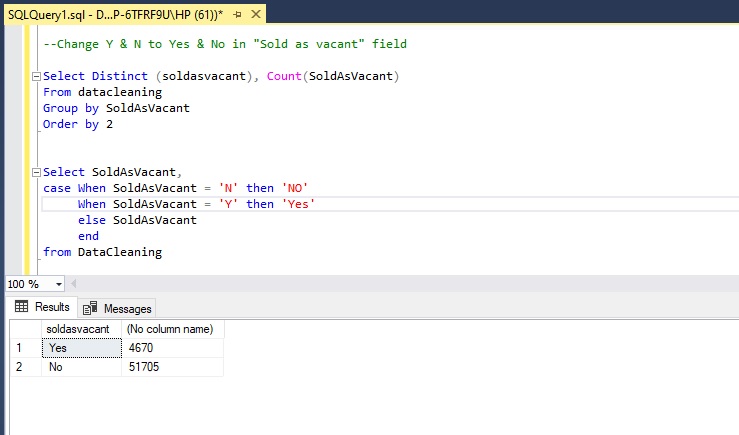 SQLQuery1.sql - D...P-6TFRF9U\HP (61))*
--Change Y & N to Yes & No in "Sold as vacant" field
Select Distinct (soldasvacant), Count(SoldAsVacant)
From datacleaning
Group by SoldAsVacant
Order by 2
Select SoldAsVacant,
case When SoldAsVacant = 'N' then 'NO'
When SoldAsVacant = 'Y' then 'Yes'
else SoldAsVacant
end
from DataCleaning
100 %
Results Messages
soldasvacant (No column name)
1 Yes 4670
2 No 51705